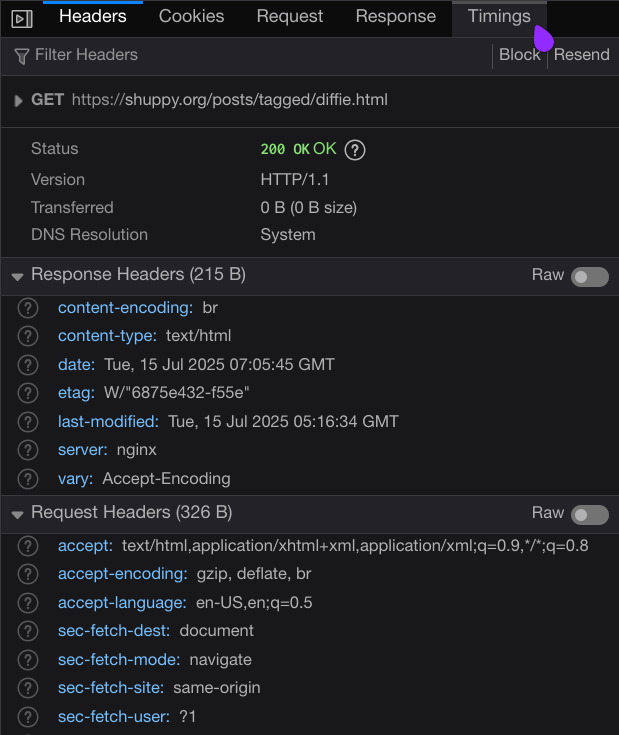 Headers Cookies Request Response Timings
Filter Headers Block Resend
GET https://shuppy.org/posts/tagged/diffie.html
Status 200 OK OK ?
Version HTTP/1.1
Transferred 0 B (0 B size)
DNS Resolution System
Response Headers (215 B) Raw
? content-encoding: br
? content-type: text/html
? date: Tue, 15 Jul 2025 07:05:45 GMT
? etag: W/"6875e432-f55e"
? last-modified: Tue, 15 Jul 2025 05:16:34 GMT
? server: nginx
? vary: Accept-Encoding
Request Headers (326 B) Raw
? accept: text/html,application/xhtml+xml,application/xml;q=0.9,*/*;q=0.8
? accept-encoding: gzip, deflate, br
? accept-language: en-US,en;q=0.5
? sec-fetch-dest: document
? sec-fetch-mode: navigate
? sec-fetch-site: same-origin
? sec-fetch-user: ?1